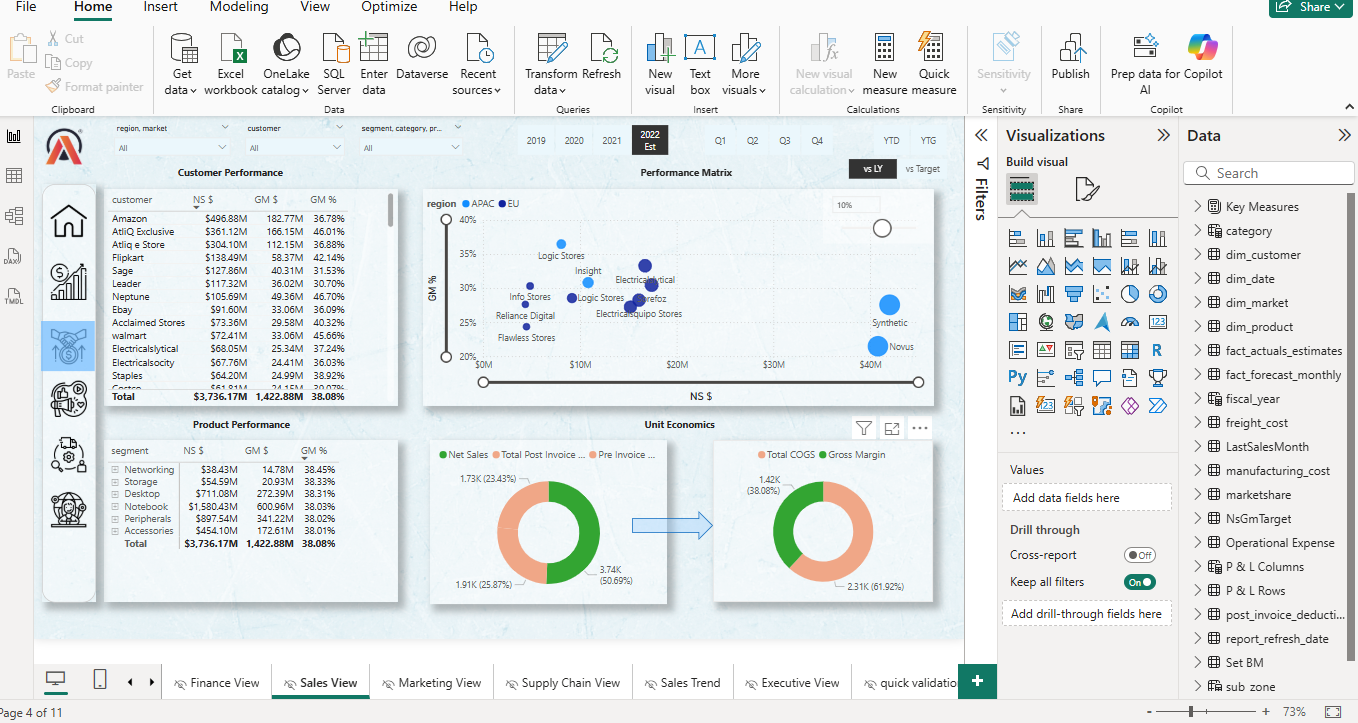 File Home Insert Modeling View Optimize Help Share
Paste Cut Copy Format painter
Get data Excel workbook OneLake catalog SQL Server Enter data Dataverse Recent sources
Transform data Refresh New visual Text box More visuals
New visual calculation New measure Quick measure Sensitivity Publish Prep data for AI Copilot
Clipboard Data Queries Insert Calculations Sensitivity Share Copilot
DAX
TMDL
region, market customer segment, category, pr...
All All All
2019 2020 2021 2022 Est Q1 Q2 Q3 Q4 YTD YTG
vs LY vs Target
Customer Performance
customer NS $ GM $ GM %
Amazon $496.88M 182.77M 36.78%
AtliQ Exclusive $361.12M 166.15M 46.01%
Atliq e Store $304.10M 112.15M 36.88%
Flipkart $138.49M 58.37M 42.14%
Sage $127.86M 40.31M 31.53%
Leader $117.32M 36.02M 30.70%
Neptune $105.69M 49.36M 46.70%
Ebay $91.60M 33.06M 36.09%
Acclaimed Stores $73.36M 29.58M 40.32%
walmart $72.41M 33.06M 45.66%
Electricalslytical $68.05M 25.34M 37.24%
Electricalsocity $67.76M 24.41M 36.03%
Staples $64.20M 24.99M 38.92%
Total $3,736.17M 1,422.88M 38.08%
Performance Matrix
region APAC EU
10%
GM %
40%
35%
30%
25%
20%
Logic Stores
Insight
Info Stores
Logic Stores
Reliance Digital
Flawless Stores
Synthetic
Novus
$0M $10M $20M $30M $40M
NS $
Product Performance
segment NS $ GM $ GM %
Networking $38.43M 14.78M 38.45%
Storage $54.59M 20.93M 38.33%
Desktop $711.08M 272.39M 38.31%
Notebook $1,580.43M 600.96M 38.03%
Peripherals $897.54M 341.22M 38.02%
Accessories $454.10M 172.61M 38.01%
Total $3,736.17M 1,422.88M 38.08%
Unit Economics
Net Sales Total Post Invoice ... Pre Invoice ...
1.73K (23.43%)
1.91K (25.87%)
3.74K
(50.69%)
Total COGS Gross Margin
1.42K
(38.08%)
2.31K (61.92%)
Filters
Visualizations
Build visual
123
R
Py
123
...
Values
Add data fields here
Drill through
Cross-report Off
Keep all filters On
Add drill-through fields here
Data
Search
Key Measures
category
dim_customer
dim_date
dim_market
dim_product
fact_actuals_estimates
fact_forecast_monthly
fiscal_year
freight_cost
LastSalesMonth
manufacturing_cost
marketshare
NsGmTarget
Operational Expense
P & L Columns
P & L Rows
post_invoice_deducti...
report_refresh_date
Set BM
sub_zone
Finance View Sales View Marketing View Supply Chain View Sales Trend Executive View quick validatio
Page 4 of 11 - + 73%